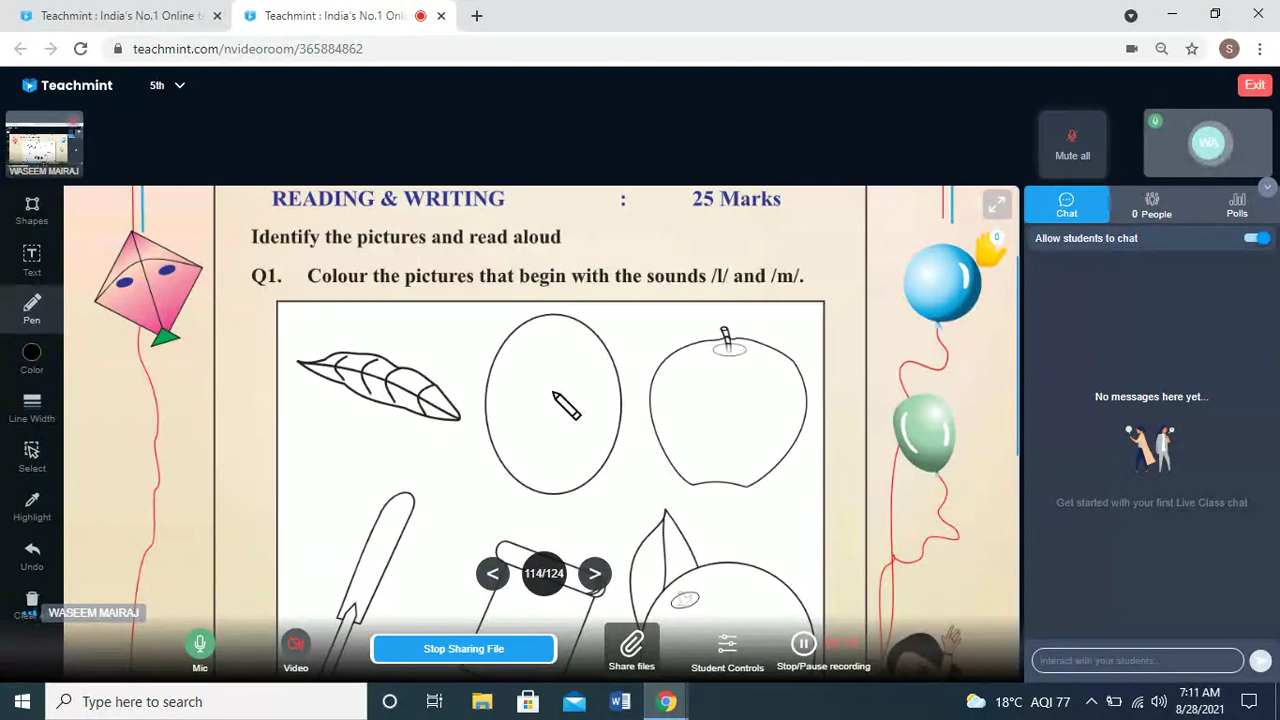 Teachmint : India's No.1 Online t
Teachmint : India's No.1 Onl
teachmint.com/nvideoroom/365884862
S
Teachmint
5th
Exit
WASEEM MAIRAJ
Mute all
WA
Shapes
Text
Pen
Color
Line Width
Select
Highlight
Undo
READING & WRITING : 25 Marks
Identify the pictures and read aloud
Q1. Colour the pictures that begin with the sounds /l/ and /m/.
0
114/124
<
>
WASEEM MAIRAJ
Mic
Video
Stop Sharing File
Share files
Student Controls
Stop/Pause recording
Chat
0 People
Polls
Allow students to chat
No messages here yet...
Get started with your first Live Class chat
Interact with your students...
Type here to search
18°C AQI 77
7:11 AM
8/28/2021